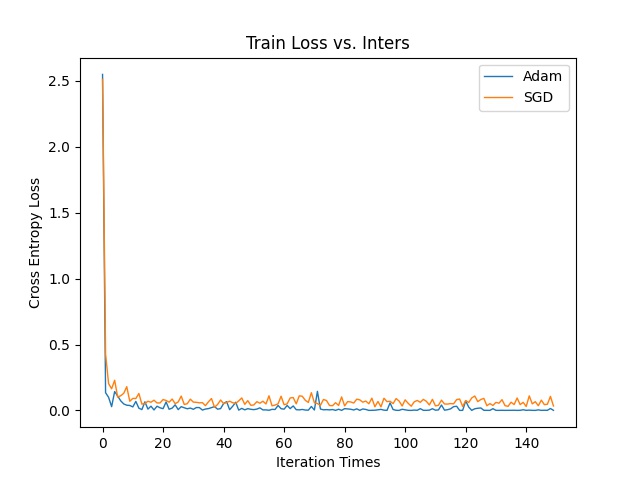 Train Loss vs. Inters
Adam
SGD
Cross Entropy Loss
2.5
2.0
1.5
1.0
0.5
0.0
0 20 40 60 80 100 120 140
Iteration Times